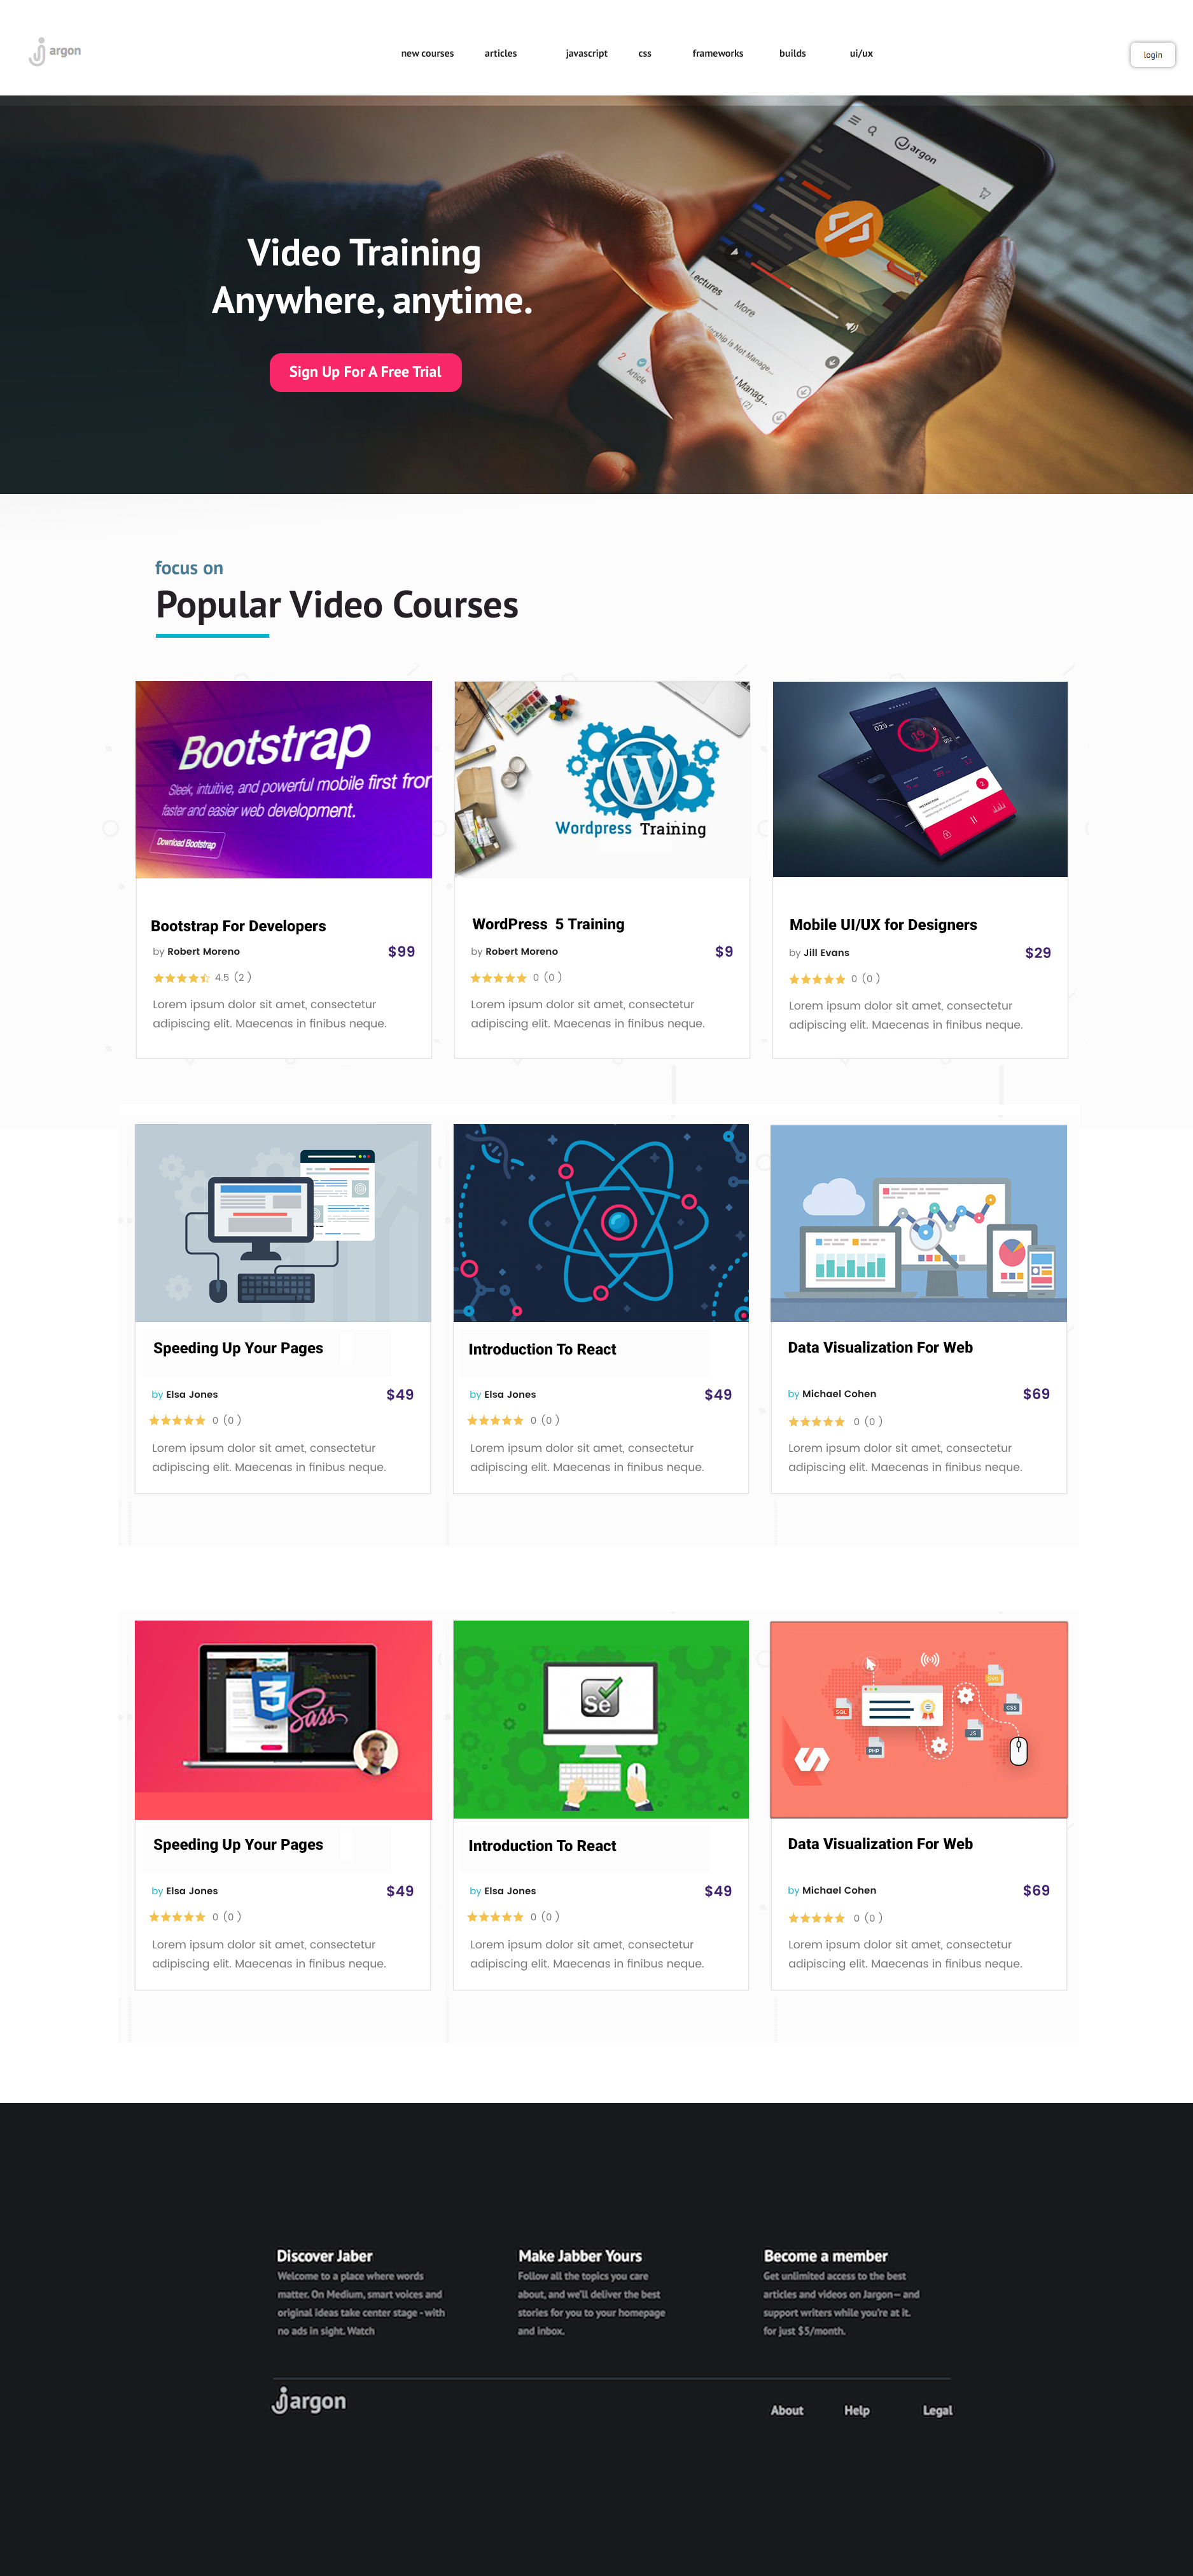 jargon
new courses articles javascript css frameworks builds ui/ux
login
Jargon
Lectures More
Video Training
Anywhere, anytime.
Sign Up For A Free Trial
focus on
Popular Video Courses
Bootstrap
Sleek, intuitive, and powerful mobile first fror
faster and easier web development.
Download Bootstrap
Wordpress Training
Bootstrap For Developers
by Robert Moreno $99
4.5 (2 )
Lorem ipsum dolor sit amet, consectetur
adipiscing elit. Maecenas in finibus neque.
WordPress 5 Training
by Robert Moreno $9
0 (0 )
Lorem ipsum dolor sit amet, consectetur
adipiscing elit. Maecenas in finibus neque.
Mobile UI/UX for Designers
by Jill Evans $29
0 (0 )
Lorem ipsum dolor sit amet, consectetur
adipiscing elit. Maecenas in finibus neque.
Speeding Up Your Pages
by Elsa Jones $49
0 (0 )
Lorem ipsum dolor sit amet, consectetur
adipiscing elit. Maecenas in finibus neque.
Introduction To React
by Elsa Jones $49
0 (0 )
Lorem ipsum dolor sit amet, consectetur
adipiscing elit. Maecenas in finibus neque.
Data Visualization For Web
by Michael Cohen $69
0 (0 )
Lorem ipsum dolor sit amet, consectetur
adipiscing elit. Maecenas in finibus neque.
3
Sass
Se
SQL
PHP
JS
CSS
SVG
Speeding Up Your Pages
by Elsa Jones $49
0 (0 )
Lorem ipsum dolor sit amet, consectetur
adipiscing elit. Maecenas in finibus neque.
Introduction To React
by Elsa Jones $49
0 (0 )
Lorem ipsum dolor sit amet, consectetur
adipiscing elit. Maecenas in finibus neque.
Data Visualization For Web
by Michael Cohen $69
0 (0 )
Lorem ipsum dolor sit amet, consectetur
adipiscing elit. Maecenas in finibus neque.
Discover Jaber
Welcome to a place where words
matter. On Medium, smart voices and
original ideas take center stage - with
no ads in sight. Watch
Make Jabber Yours
Follow all the topics you care
about, and we'll deliver the best
stories for you to your homepage
and inbox.
Become a member
Get unlimited access to the best
articles and videos on Jargon— and
support writers while you're at it.
for just $5/month.
jargon
About Help Legal